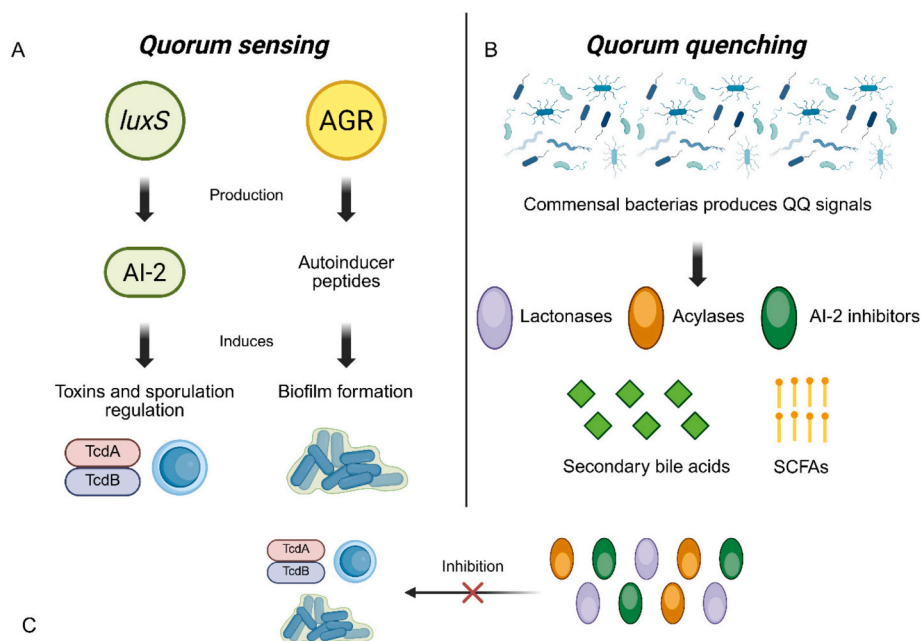 A
Quorum sensing
luxS
AGR
Production
AI-2
Autoinducer
peptides
Induces
Toxins and sporulation
regulation
Biofilm formation
TcdA
TcdB
B
Quorum quenching
Commensal bacterias produces QQ signals
Lactonases
Acylases
AI-2 inhibitors
Secondary bile acids
SCFAs
C
TcdA
TcdB
Inhibition